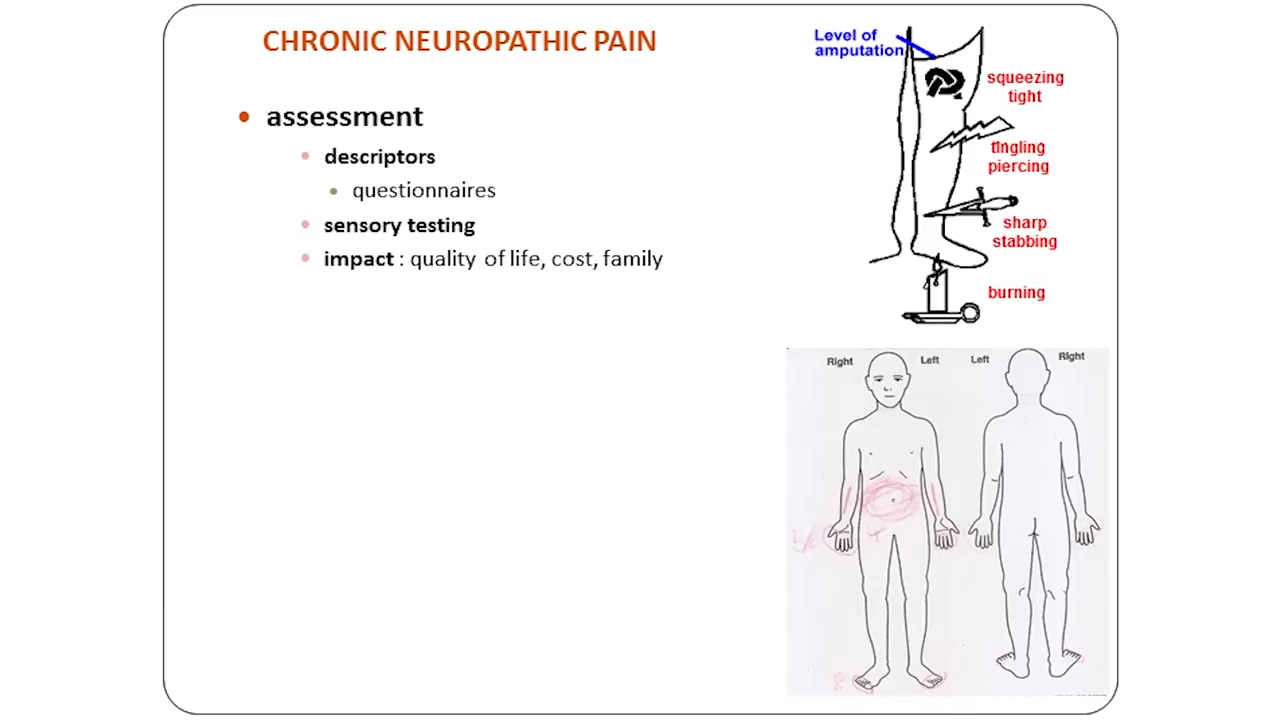 CHRONIC NEUROPATHIC PAIN
assessment
descriptors
questionnaires
sensory testing
impact : quality of life, cost, family
Level of
amputation
squeezing
tight
tingling
piercing
sharp
stabbing
burning
Right
Left
Left
Right